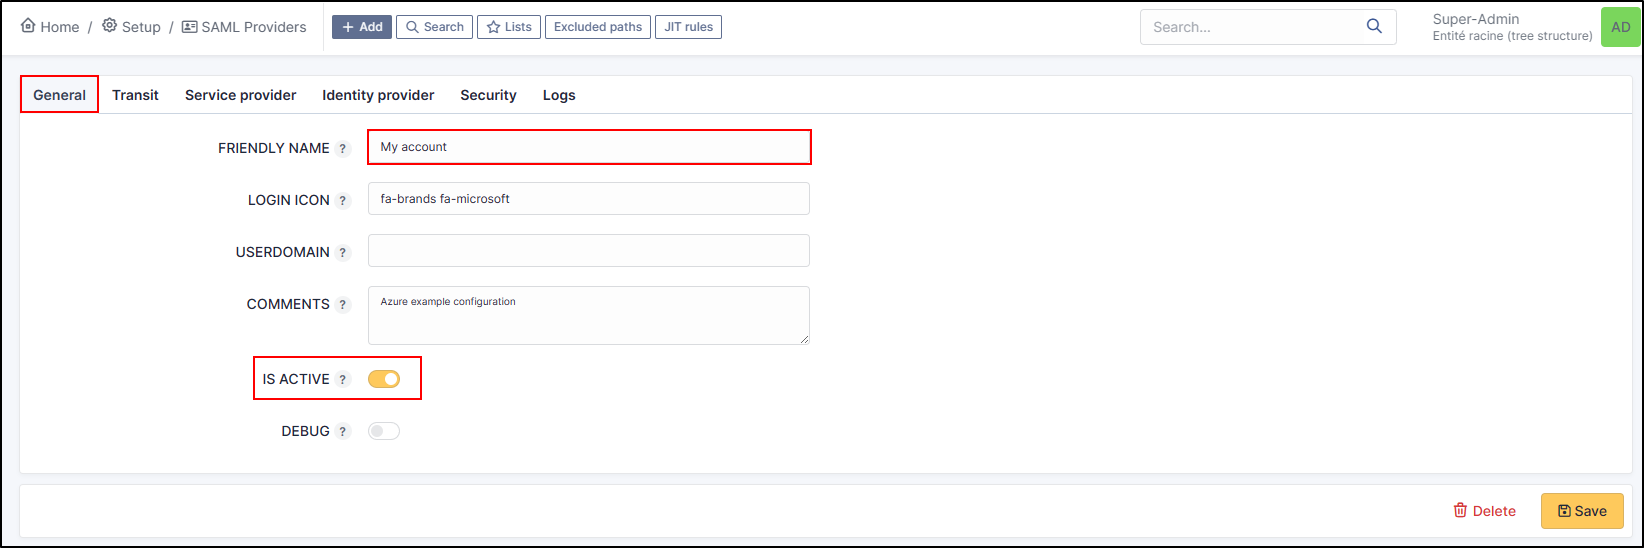 Home / Setup / SAML Providers + Add Search Lists Excluded paths JIT rules Search... Super-Admin AD
Entité racine (tree structure)
General Transit Service provider Identity provider Security Logs
FRIENDLY NAME ? My account
LOGIN ICON ? fa-brands fa-microsoft
USERDOMAIN ?
COMMENTS ? Azure example configuration
IS ACTIVE ?
DEBUG ?
Delete Save